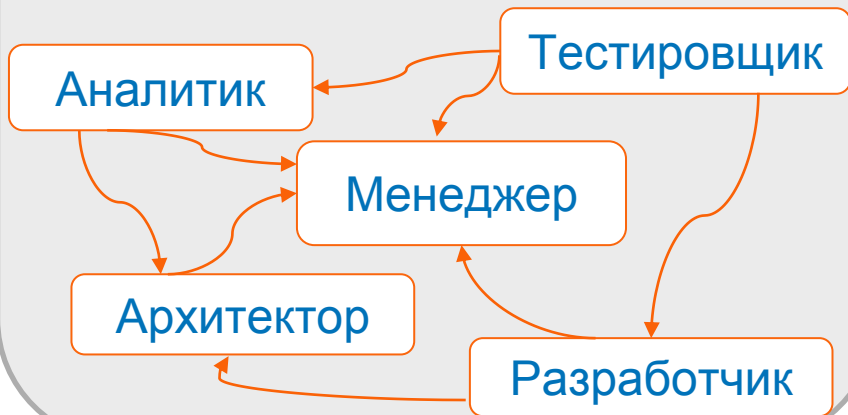 Тестировщик
Аналитик
Менеджер
Архитектор
Разработчик